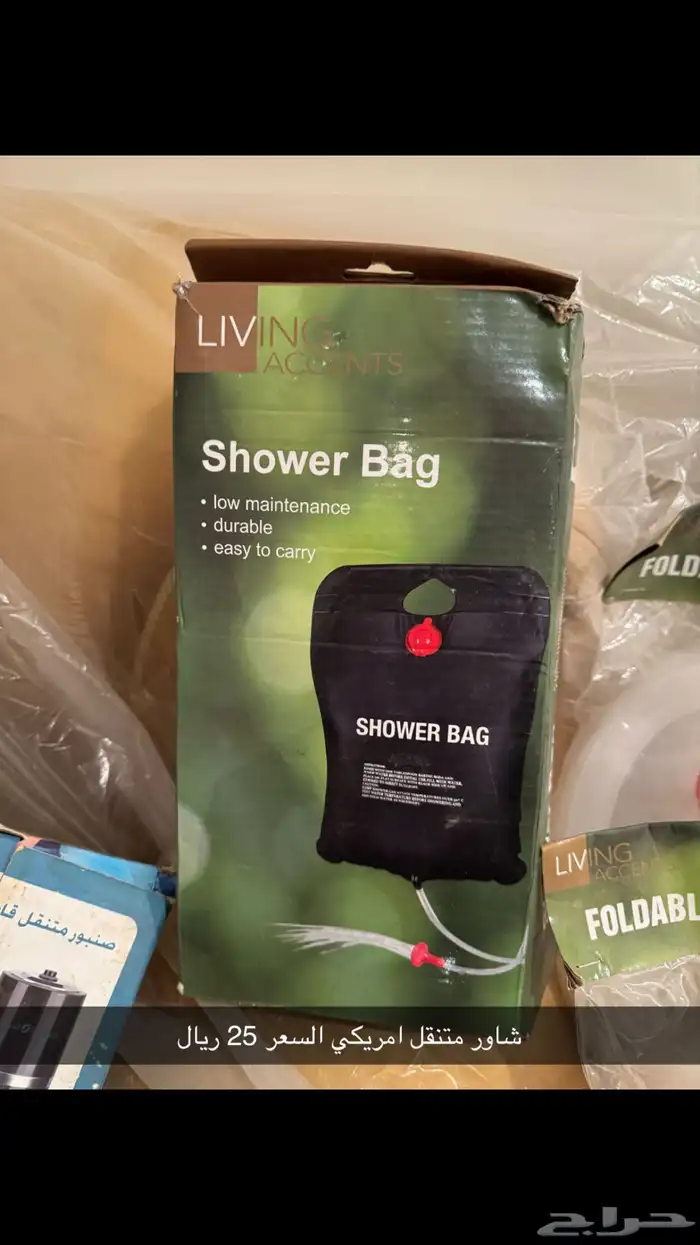 LIVING
ACCENTS
Shower Bag
• low maintenance
• durable
• easy to carry
SHOWER BAG
FOLD
LIVING
ACCENTS
FOLDABL
صنبور متنقل قا
شاور متنقل امريكي السعر 25 ريال
حراج